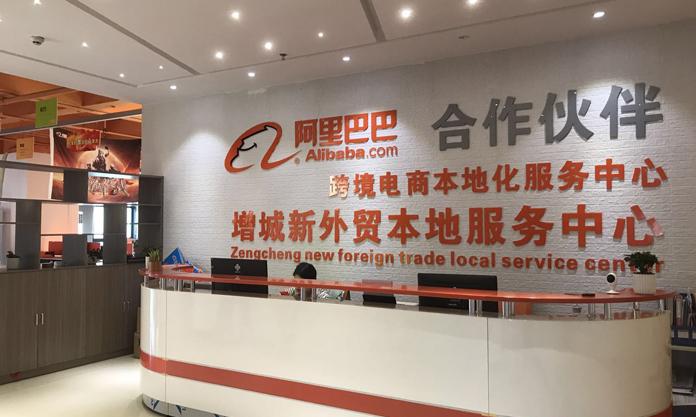 阿里巴巴 合作伙伴
Alibaba.com
跨境电商本地化服务中心
增城新外贸本地服务中心
Zengcheng new foreign trade local service center